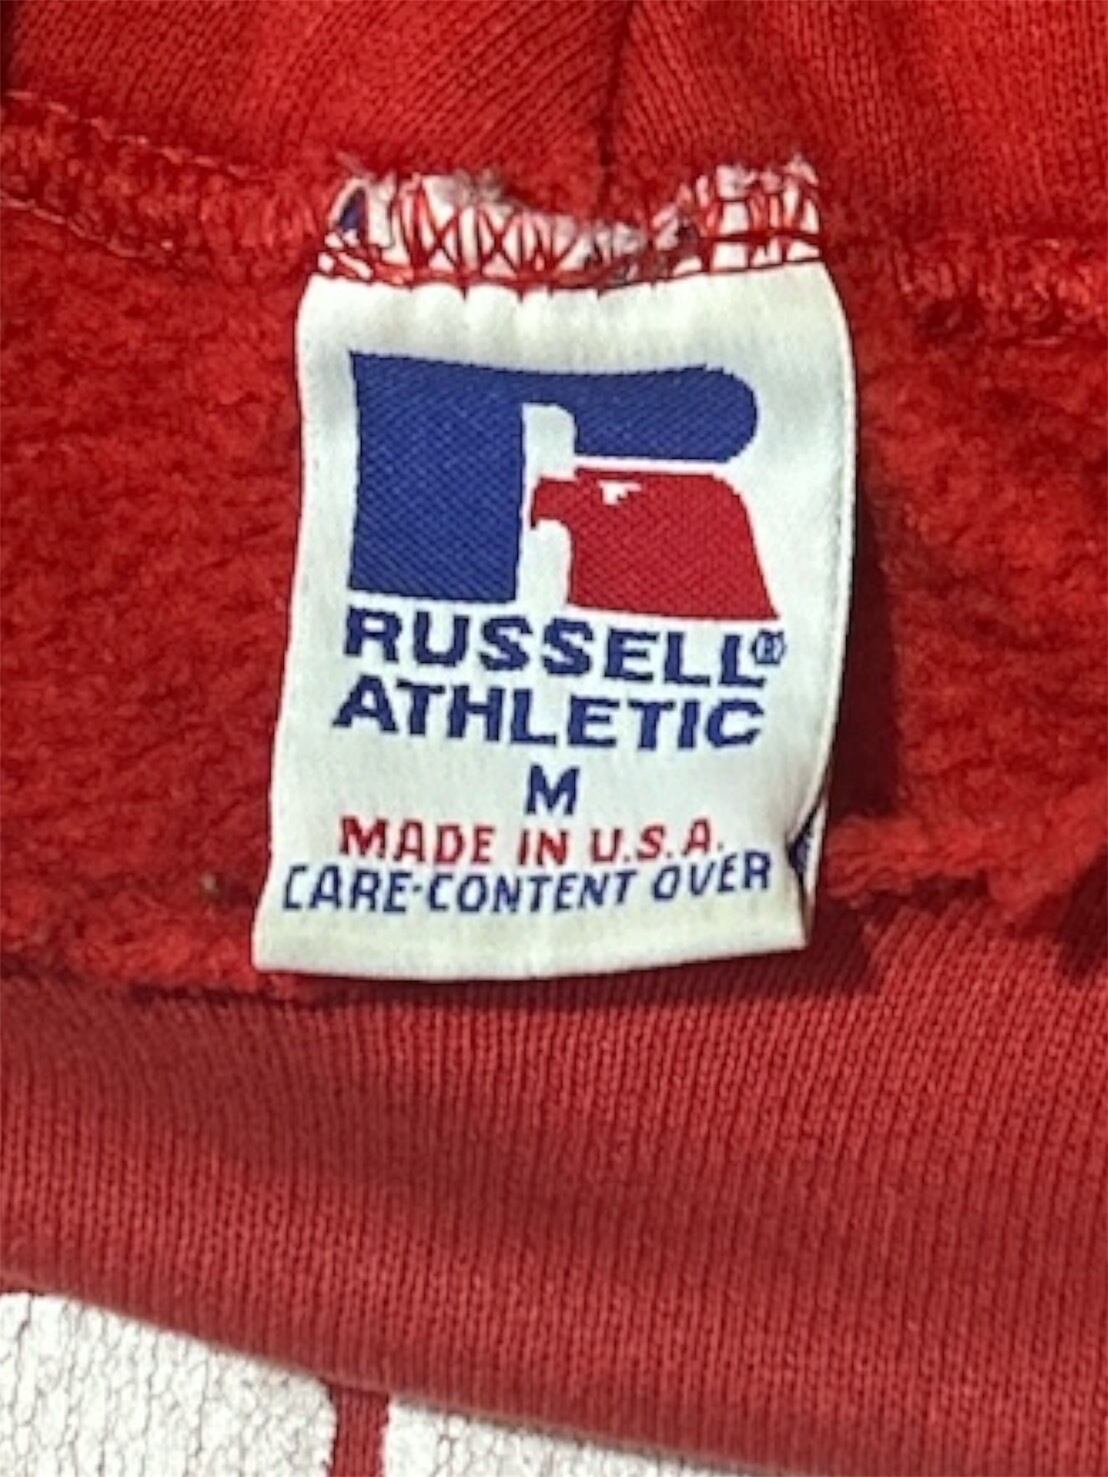 RUSSELL®
ATHLETIC
M
MADE IN U.S.A.
CARE-CONTENT OVER